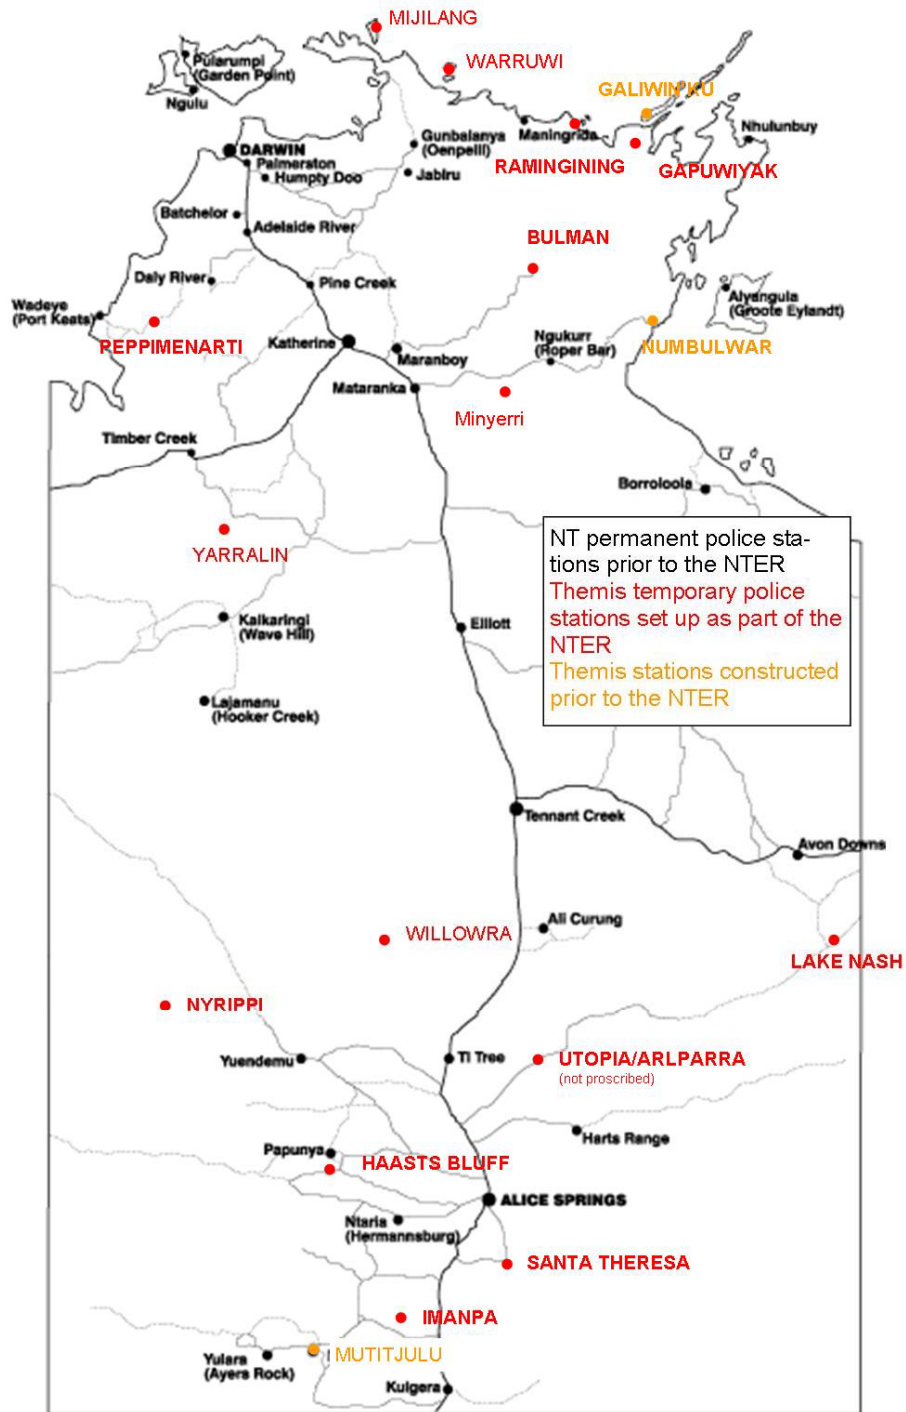 MIJILANG
WARRUWI
Pularumpi
(Garden Point)
Ngulu
GALIWIN'KU
Maningrida
Nhulunbuy
Gunbalanya
(Oenpelli)
DARWIN
Palmerston
Humpty Doo
Jabiru
RAMINGINING
GAPUWIYAK
Batchelor
Adelaide River
BULMAN
Daly River
Pine Creek
Wadeye
(Port Keats)
Alyangula
(Groote Eylandt)
PEPPIMENARTI
Katherine
Maranboy
Ngukurr
(Roper Bar)
NUMBULWAR
Mataranka
Minyerri
Timber Creek
Borroloola
YARRALIN
NT permanent police sta-
tions prior to the NTER
Themis temporary police
stations set up as part of the
NTER
Themis stations constructed
prior to the NTER
Kalkaringi
(Wave Hill)
Elliott
Lajamanu
(Hooker Creek)
Tennant Creek
Avon Downs
WILLOWRA
Ali Curung
LAKE NASH
NYRIPPI
Yuendemu
Ti Tree
UTOPIA/ARLPARRA
(not proscribed)
Harts Range
Papunya
HAASTS BLUFF
ALICE SPRINGS
Ntaria
(Hermannsburg)
SANTA THERESA
IMANPA
MUTITJULU
Yulara
(Ayers Rock)
Kulgera